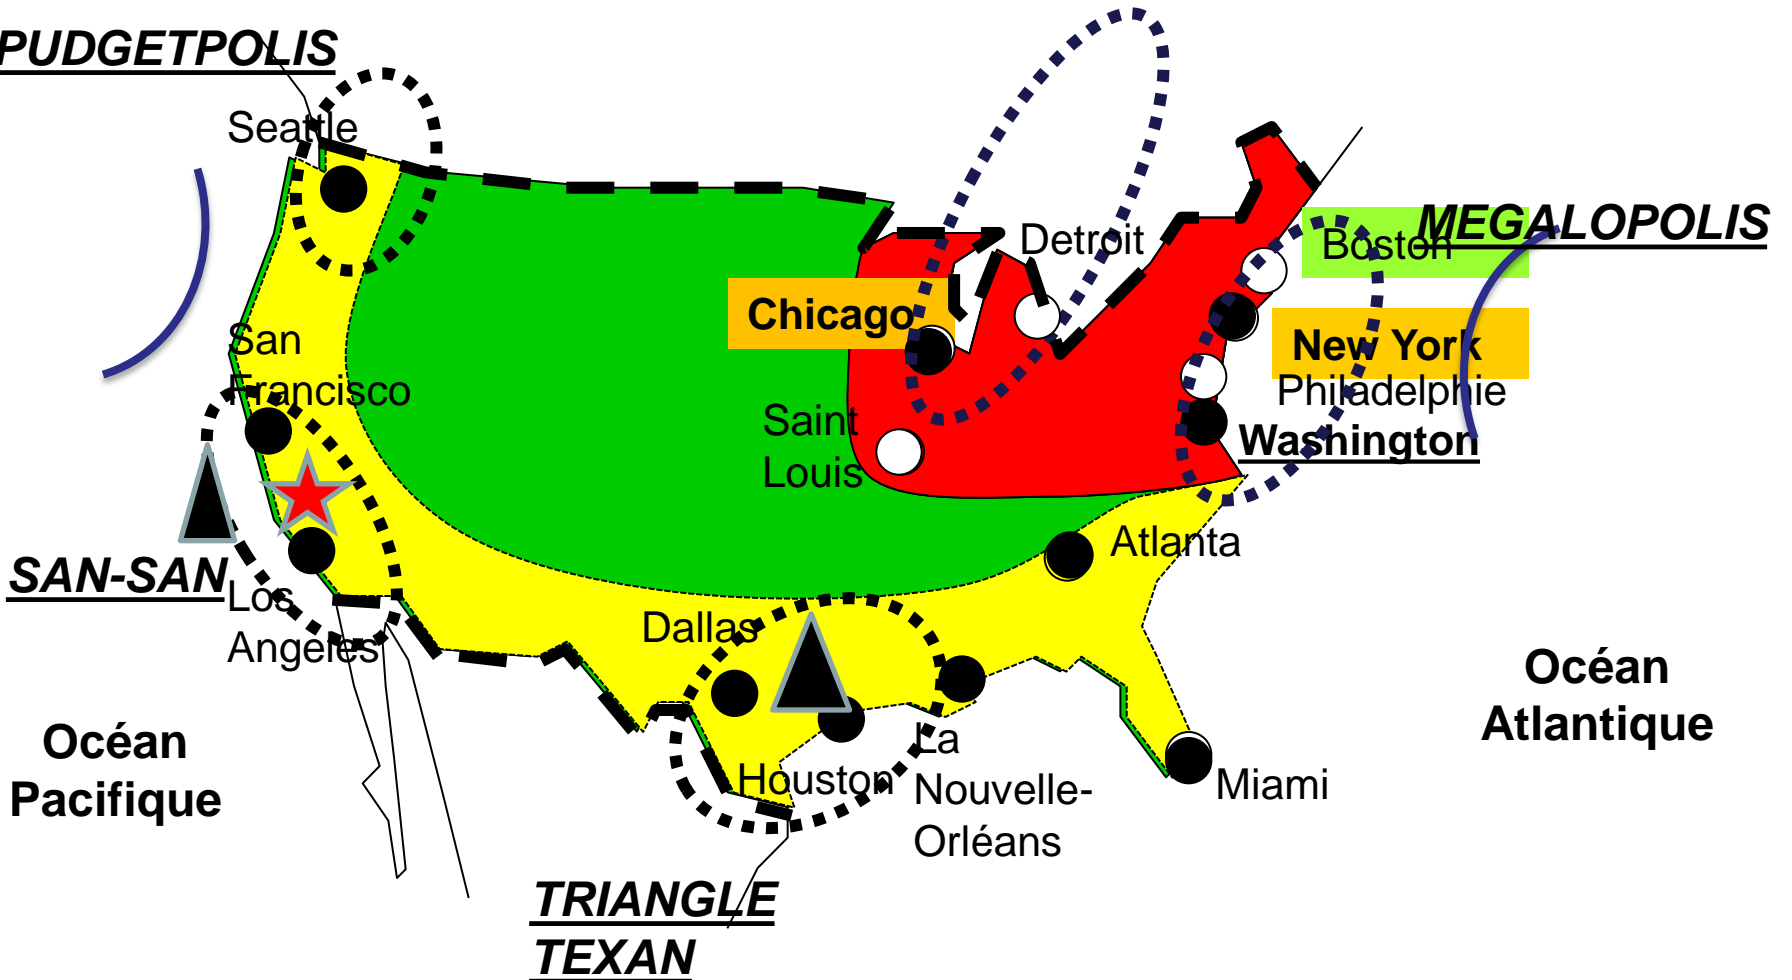 PUDGETPOLIS
Seattle
MEGALOPOLIS
Detroit
Boston
Chicago
New York
San
Francisco
Philadelphie
Saint
Louis
Washington
Atlanta
SAN-SAN
Los
Angeles
Dallas
Océan
Atlantique
Océan
Pacifique
La
Nouvelle-
Orléans
Houston
Miami
TRIANGLE
TEXAN